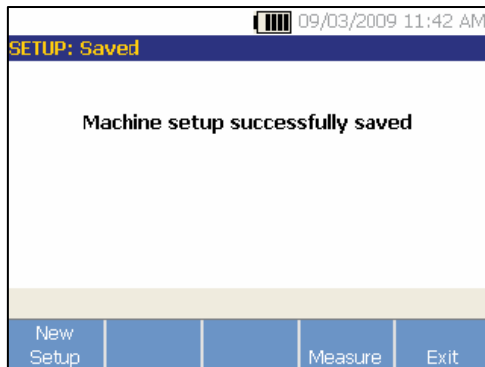 09/03/2009 11:42 AM
SETUP: Saved
Machine setup successfully saved
New
Setup
Measure
Exit